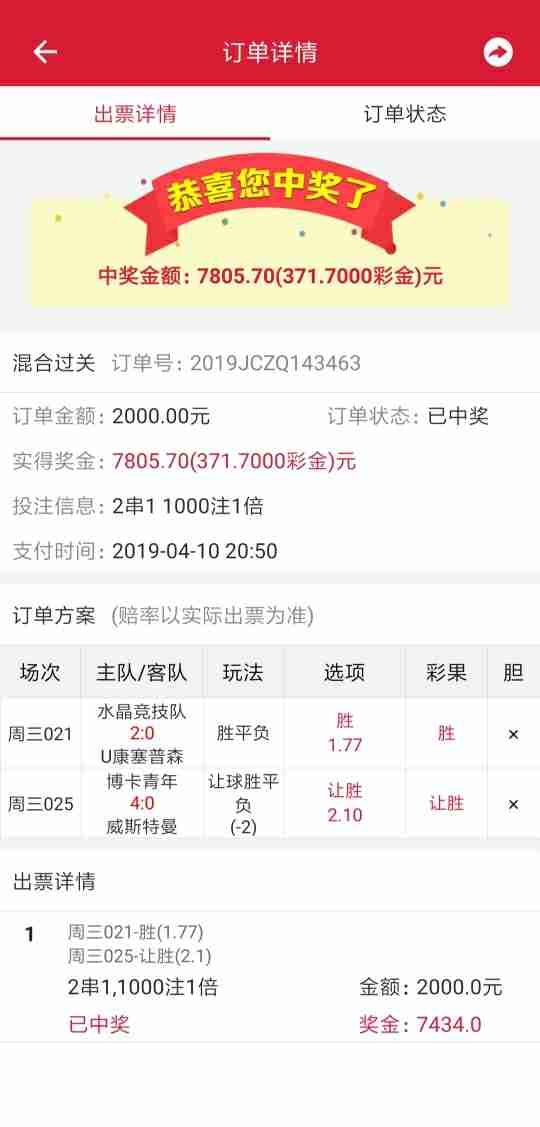 订单详情
出票详情 订单状态
恭喜您中奖了
中奖金额: 7805.70(371.7000彩金)元
混合过关 订单号: 2019JCZQ143463
订单金额: 2000.00元 订单状态: 已中奖
实得奖金: 7805.70(371.7000彩金)元
投注信息: 2串1 1000注1倍
支付时间: 2019-04-10 20:50
订单方案 (赔率以实际出票为准)
场次 主队/客队 玩法 选项 彩果 胆
周三021 水晶竞技队 2:0 U康塞普森 胜平负 胜 1.77 胜 ×
周三025 博卡青年 4:0 威斯特曼 让球胜平负 (-2) 让胜 2.10 让胜 ×
出票详情
1 周三021-胜(1.77)
周三025-让胜(2.1)
2串1,1000注1倍 金额: 2000.0元
已中奖 奖金: 7434.0